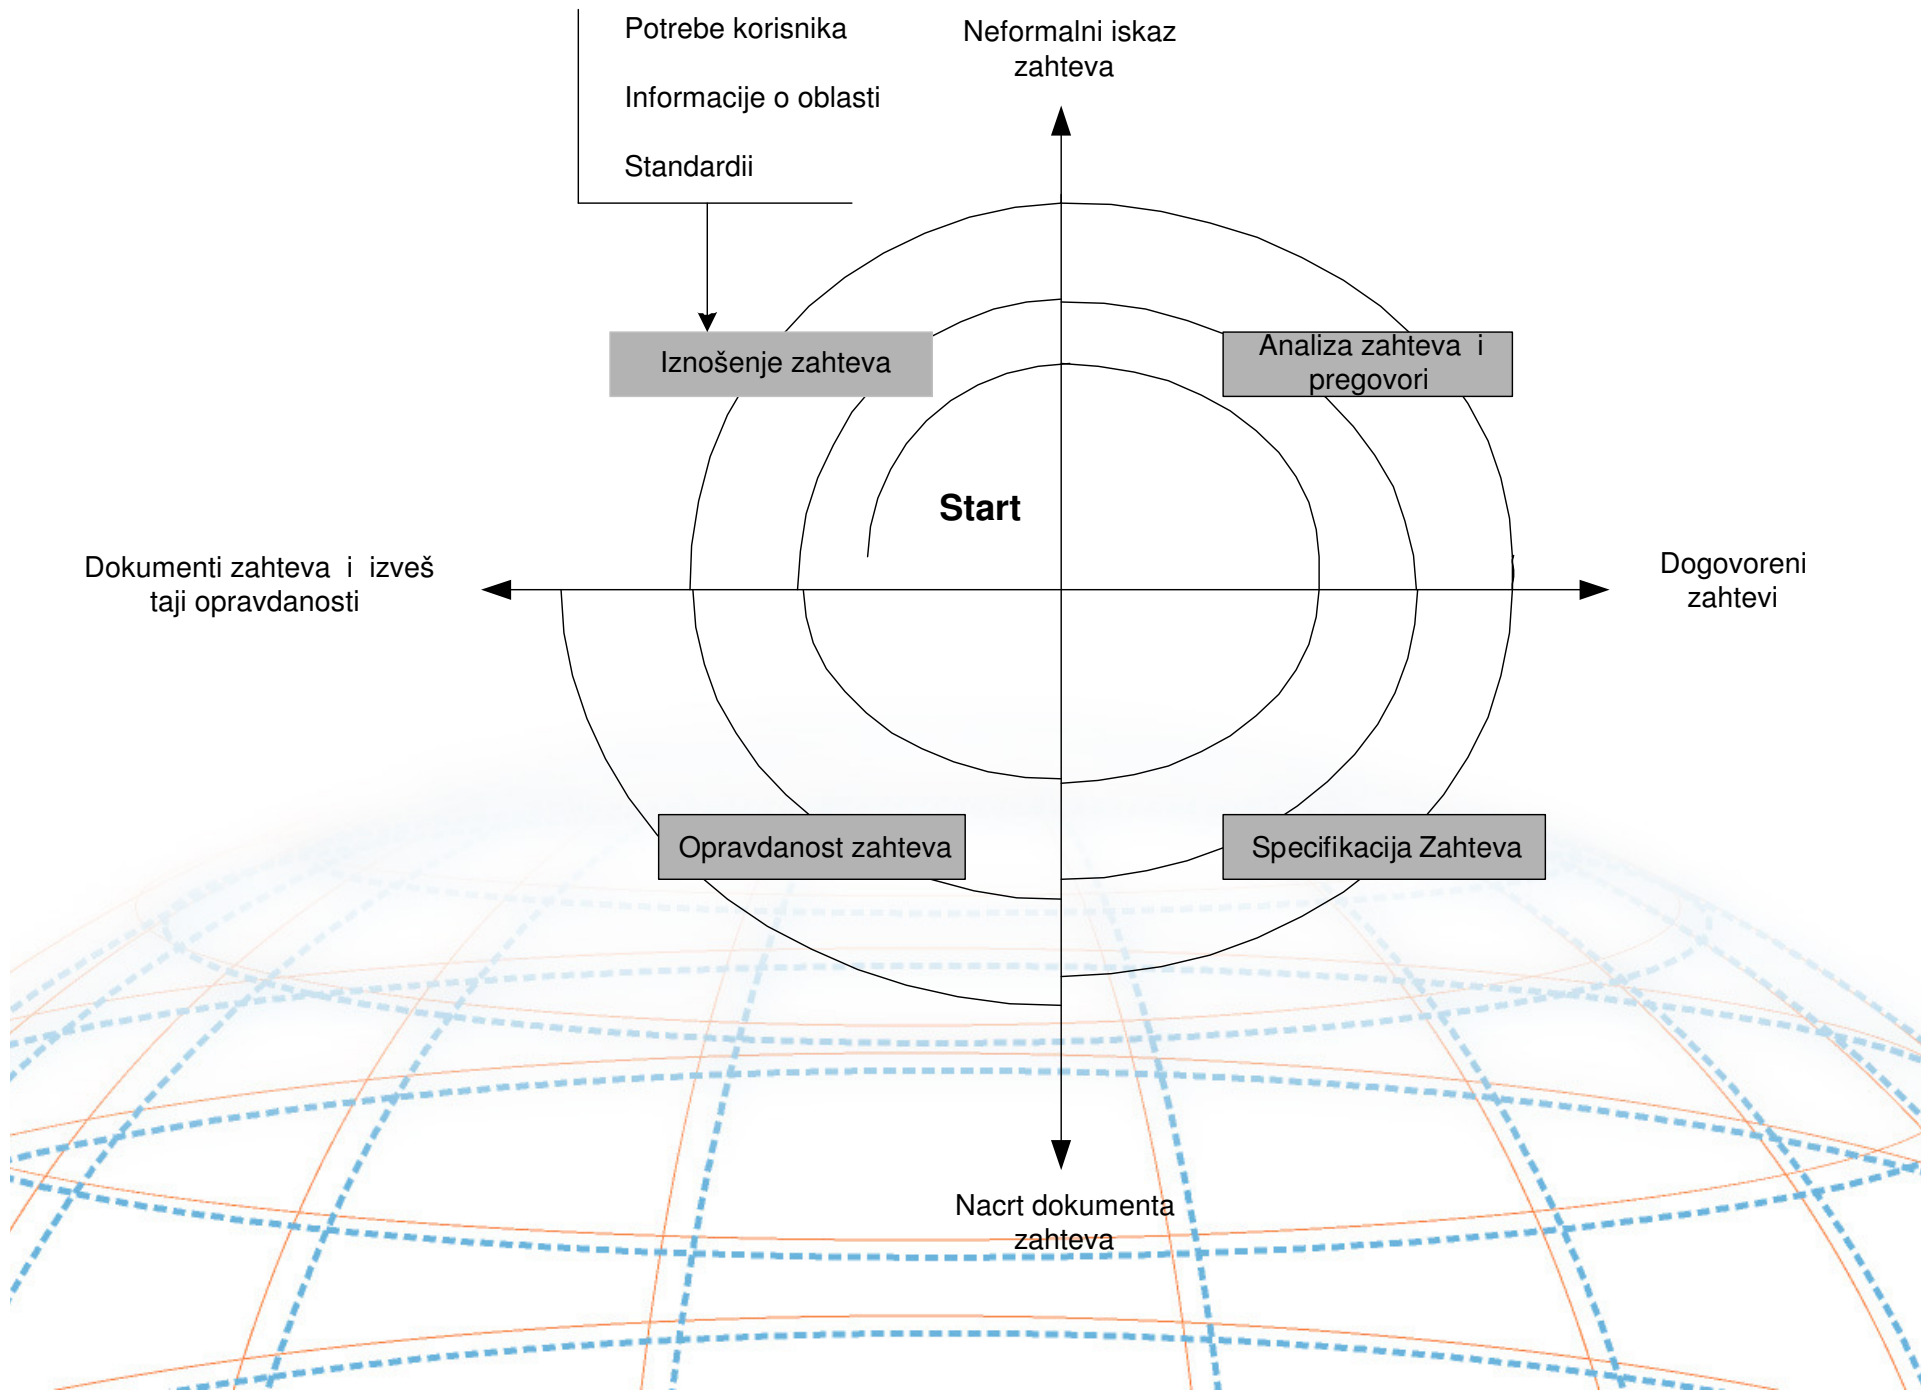 Potrebe korisnika
Informacije o oblasti
Standardii
Neformalni iskaz
zahteva
Iznošenje zahteva
Analiza zahteva i
pregovori
Start
Dokumenti zahteva i izveš
taji opravdanosti
Dogovoreni
zahtevi
Opravdanost zahteva
Specifikacija Zahteva
Nacrt dokumenta
zahteva